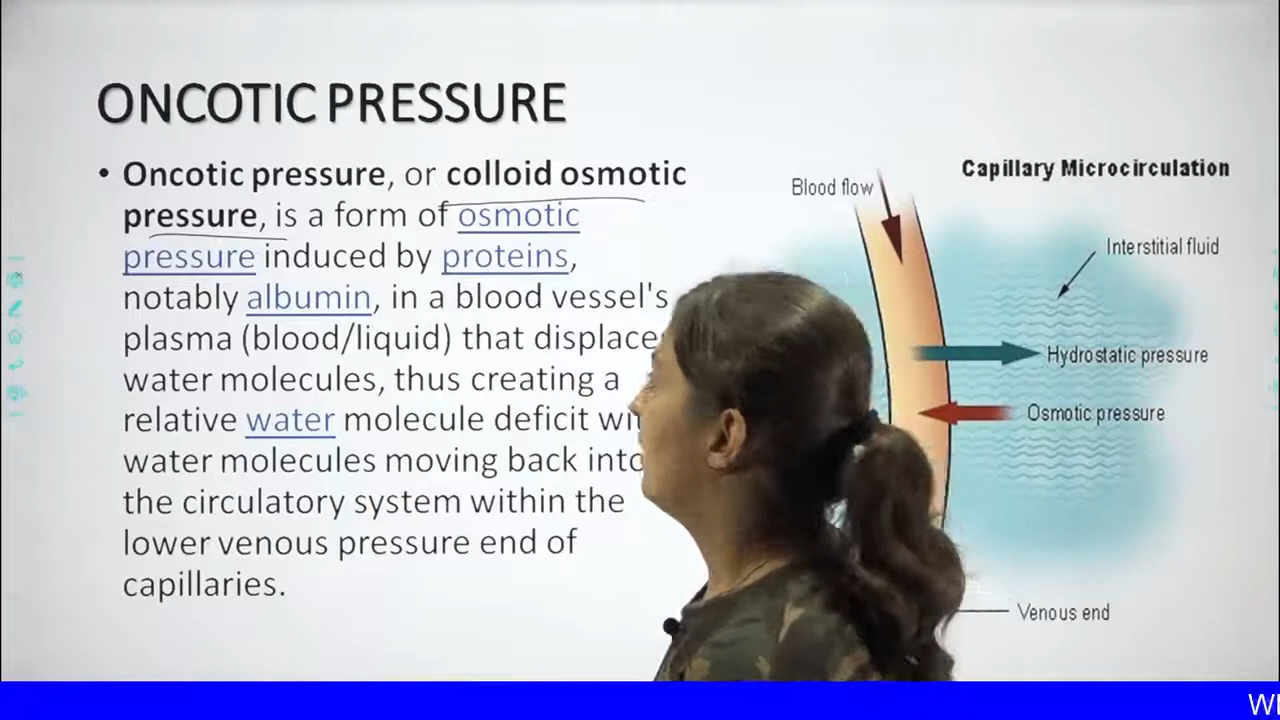 ONCOTIC PRESSURE
• Oncotic pressure, or colloid osmotic
pressure, is a form of osmotic
pressure induced by proteins,
notably albumin, in a blood vessel's
plasma (blood/liquid) that
water molecules, thus creating a
relative water molecule deficit
water molecules moving back into
the circulatory system within the
lower venous pressure end of
capillaries.
Capillary Microcirculation
Blood flow
Interstitial fluid
Hydrostatic pressure
Osmotic pressure
Venous end